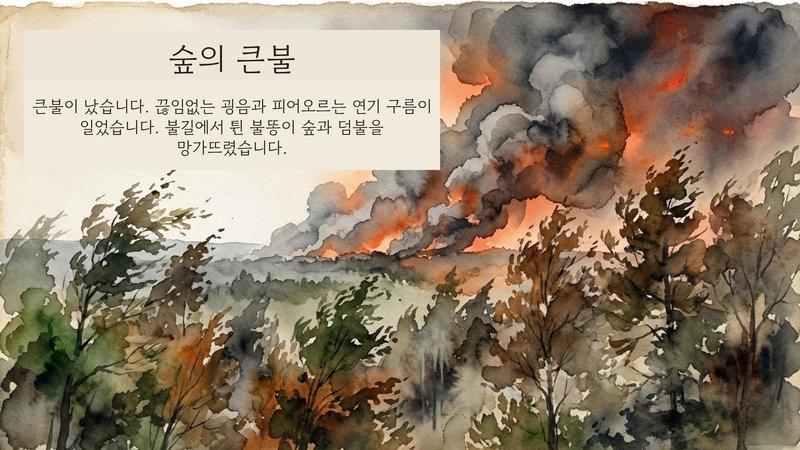 숲의 큰불
큰불이 났습니다. 끊임없는 굉음과 피어오르는 연기 구름이
일었습니다. 불길에서 튄 불똥이 숲과 덤불을
망가뜨렸습니다.